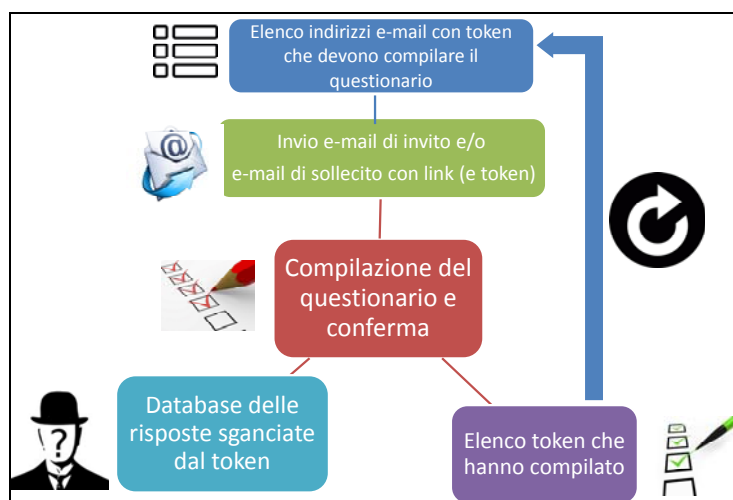 Elenco indirizzi e-mail con token
che devono compilare il
questionario
Invio e-mail di invito e/o
e-mail di sollecito con link (e token)
Compilazione del
questionario e
conferma
Database delle
risposte sganciate
dal token
Elenco token che
hanno compilato
@
?